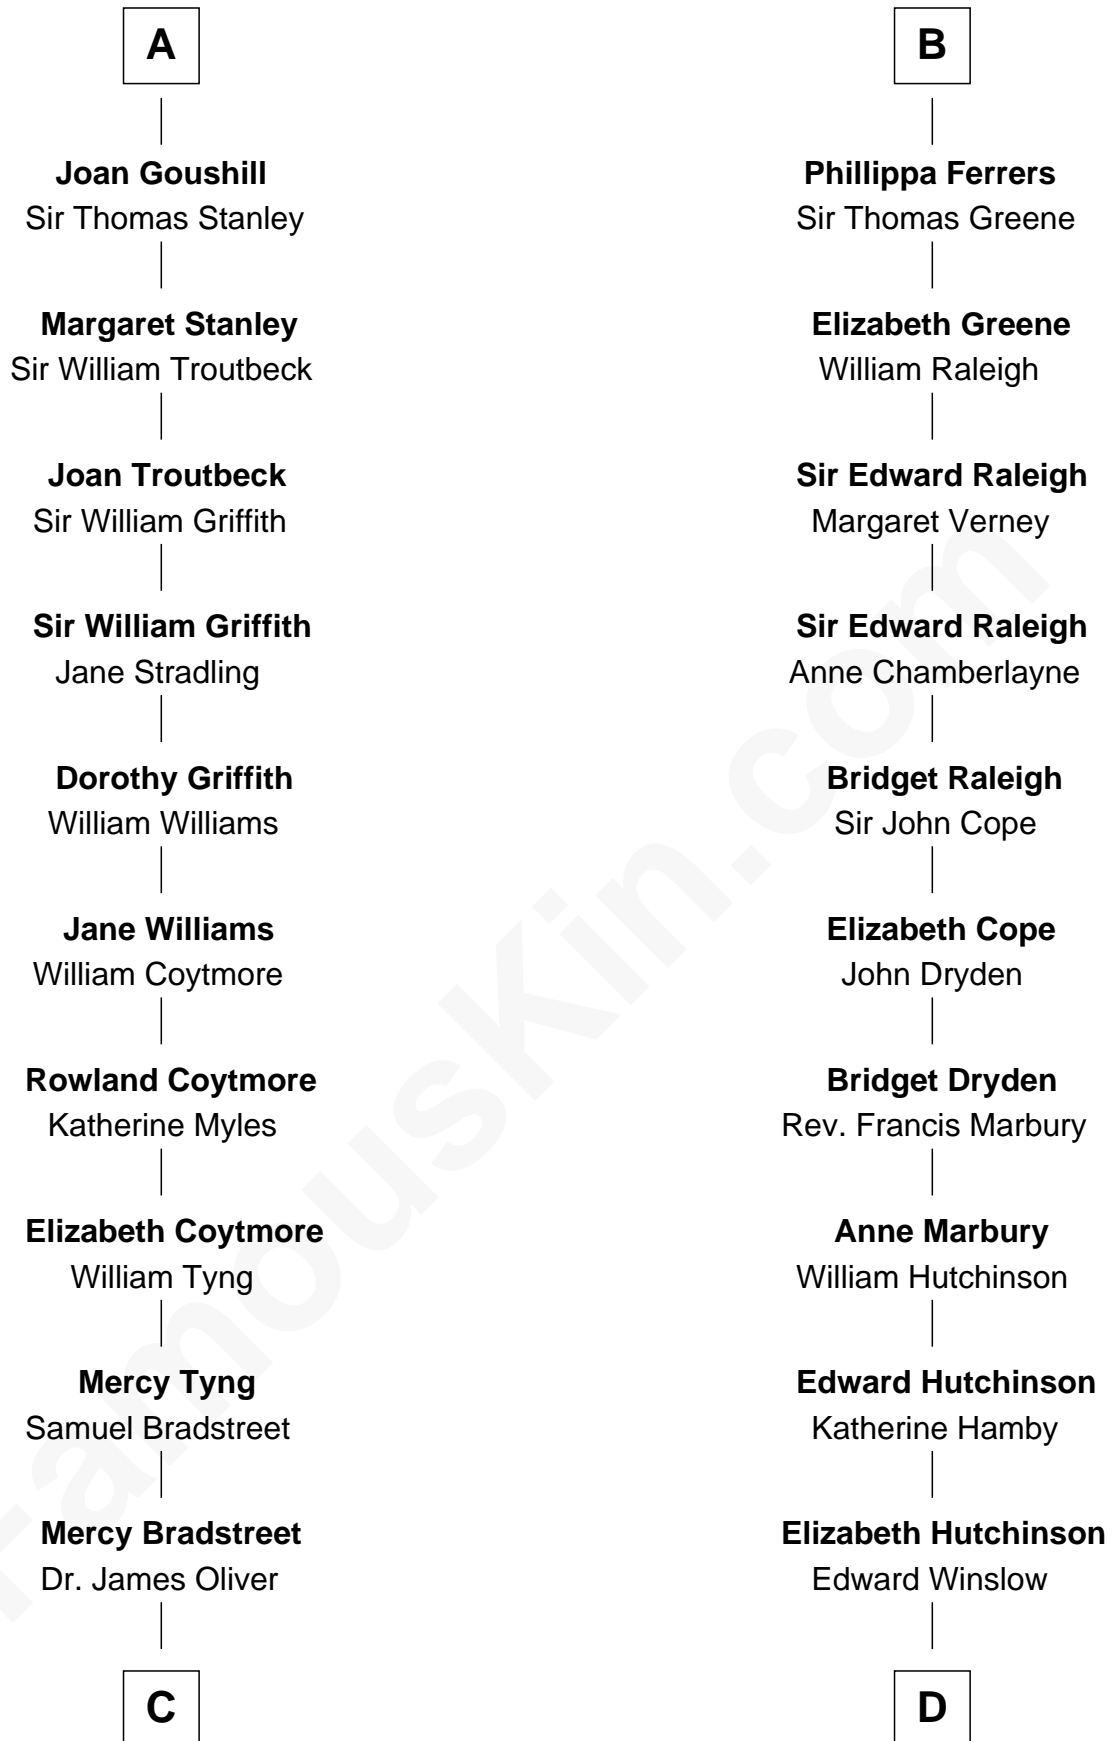 A
Joan Goushill
Sir Thomas Stanley
Margaret Stanley
Sir William Troutbeck
Joan Troutbeck
Sir William Griffith
Sir William Griffith
Jane Stradling
Dorothy Griffith
William Williams
Jane Williams
William Coytmore
Rowland Coytmore
Katherine Myles
Elizabeth Coytmore
William Tyng
Mercy Tyng
Samuel Bradstreet
Mercy Bradstreet
Dr. James Oliver
C
B
Phillippa Ferrers
Sir Thomas Greene
Elizabeth Greene
William Raleigh
Sir Edward Raleigh
Margaret Verney
Sir Edward Raleigh
Anne Chamberlayne
Bridget Raleigh
Sir John Cope
Elizabeth Cope
John Dryden
Bridget Dryden
Rev. Francis Marbury
Anne Marbury
William Hutchinson
Edward Hutchinson
Katherine Hamby
Elizabeth Hutchinson
Edward Winslow
D
FamousKin.com